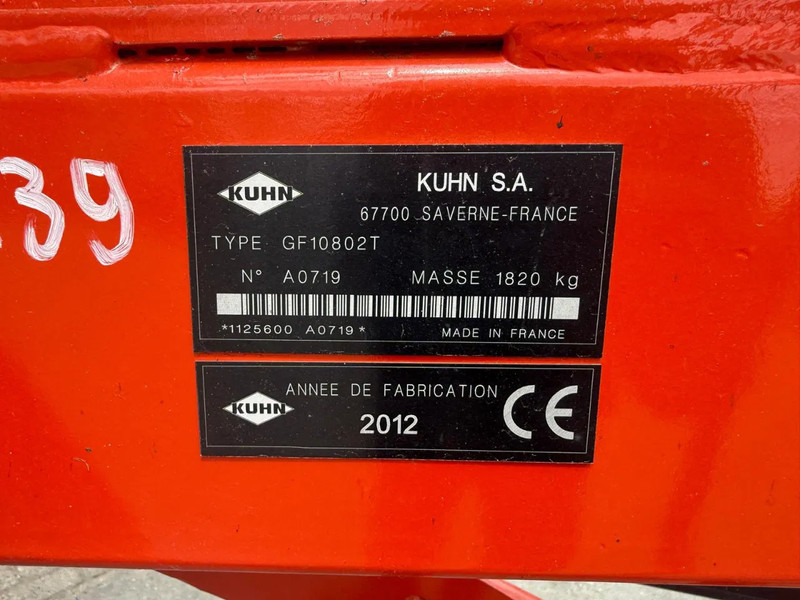 39
KUHN
KUHN S.A.
67700 SAVERNE-FRANCE
TYPE GF10802T
N° A0719 MASSE 1820 kg
*1125600 A0719* MADE IN FRANCE
KUHN
ANNEE DE FABRICATION
2012
CE